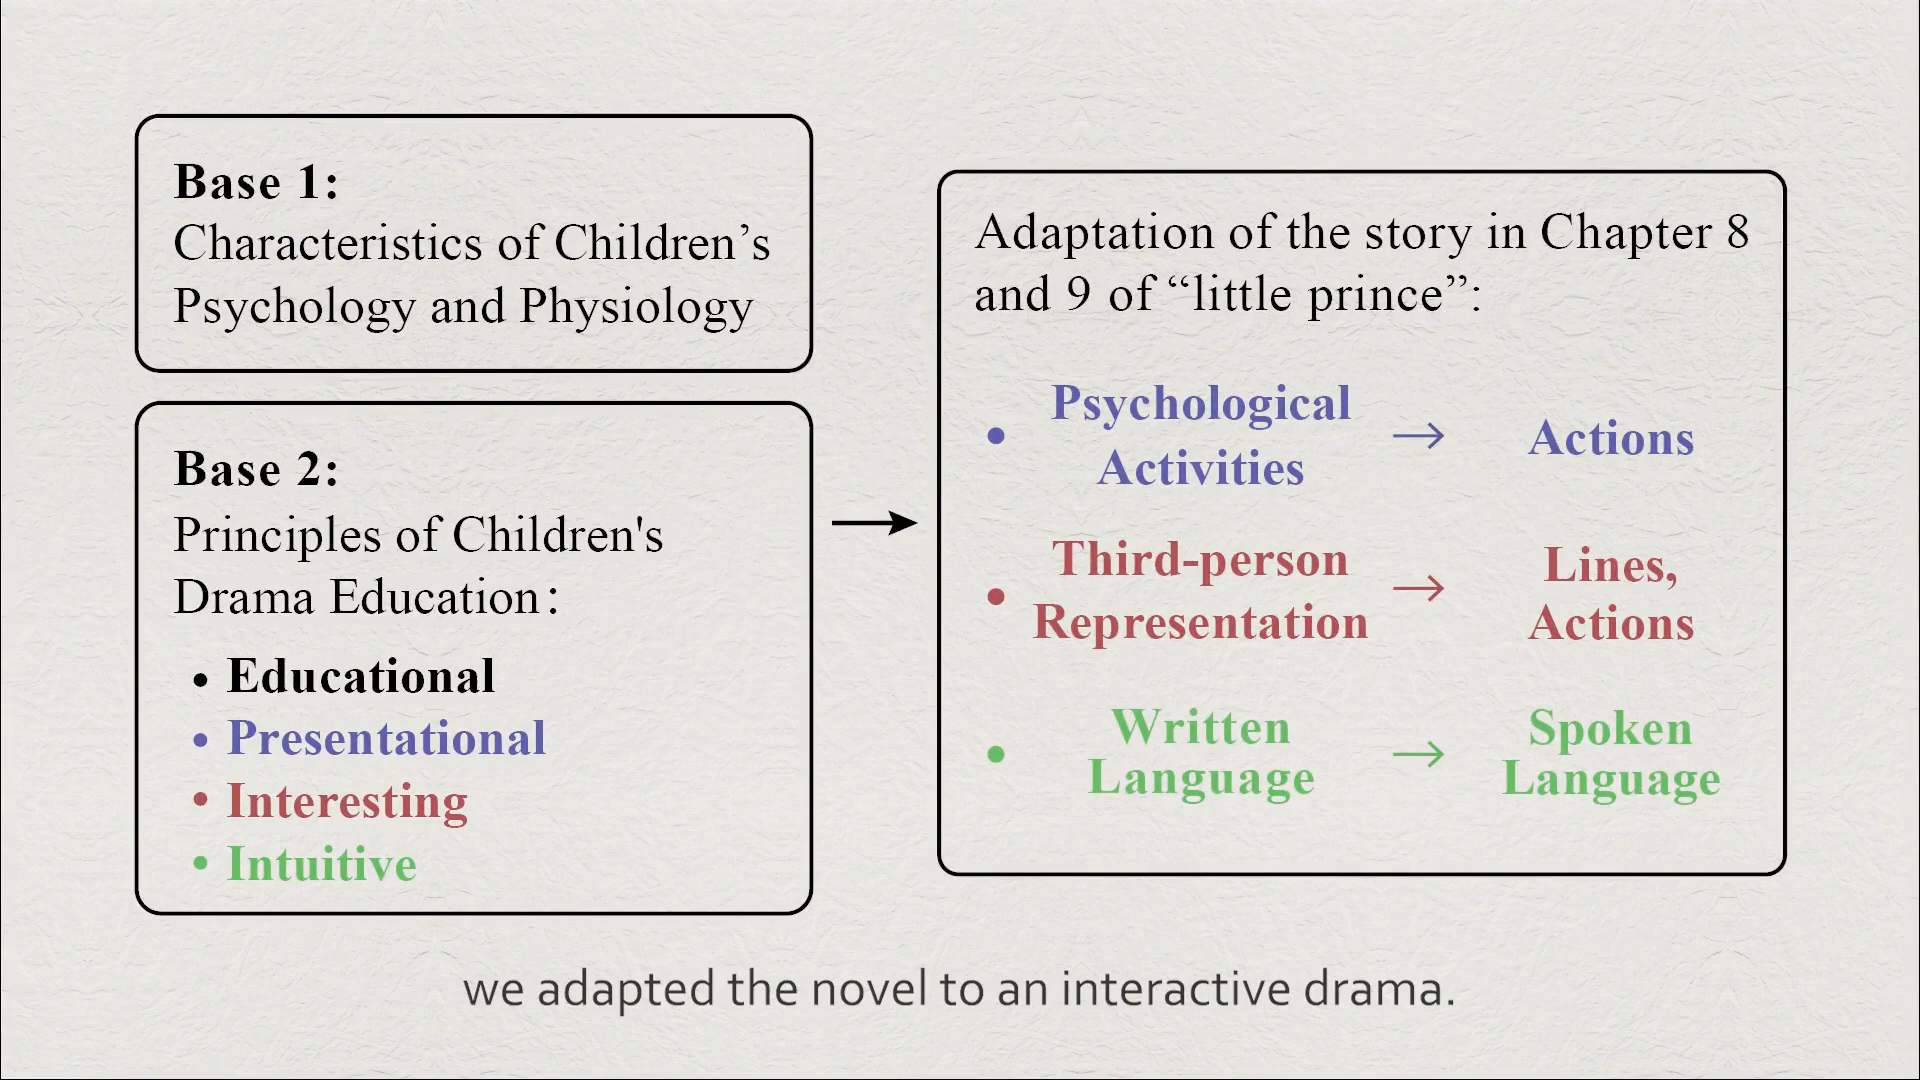 Base 1:
Characteristics of Children’s
Psychology and Physiology
Base 2:
Principles of Children's
Drama Education:
• Educational
• Presentational
• Interesting
• Intuitive
Adaptation of the story in Chapter 8
and 9 of “little prince”:
• Psychological
Activities → Actions
• Third-person
Representation → Lines,
Actions
• Written
Language → Spoken
Language
we adapted the novel to an interactive drama.